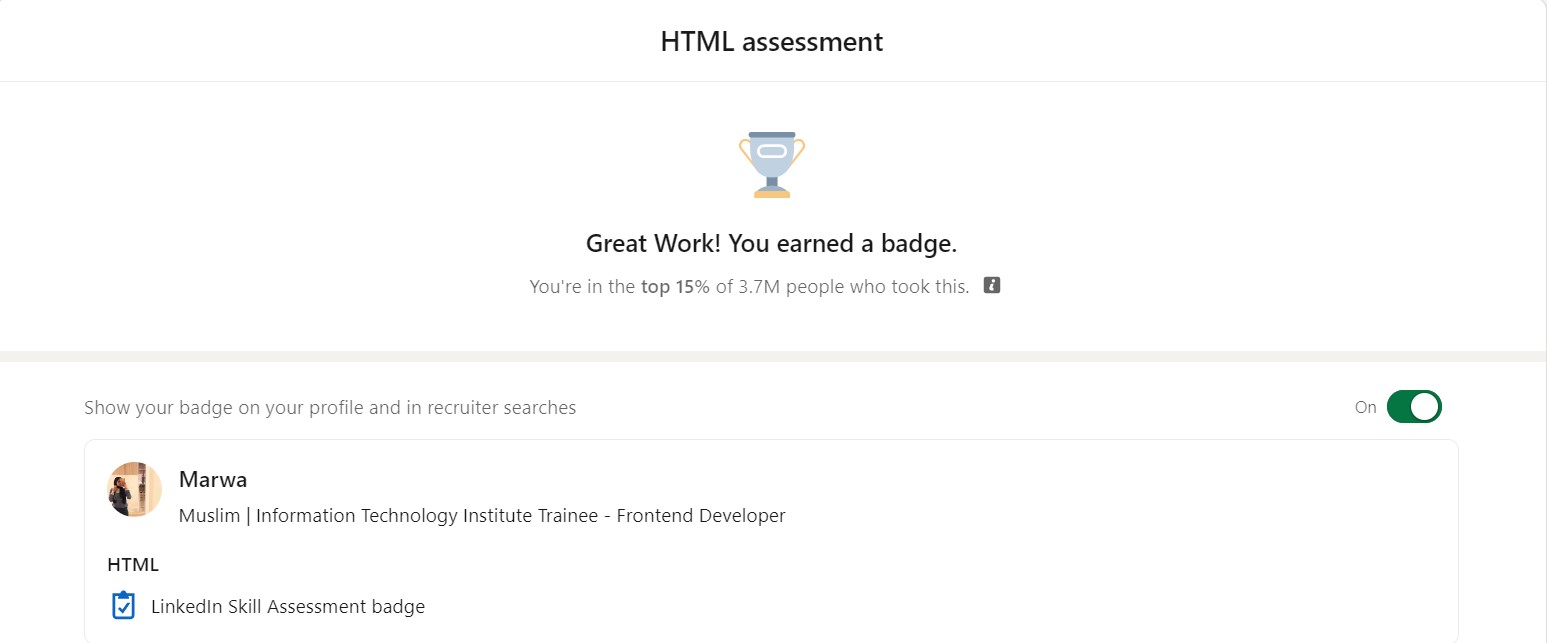 HTML assessment
Great Work! You earned a badge.
You're in the top 15% of 3.7M people who took this.
Show your badge on your profile and in recruiter searches
On
Marwa
Muslim | Information Technology Institute Trainee - Frontend Developer
HTML
LinkedIn Skill Assessment badge